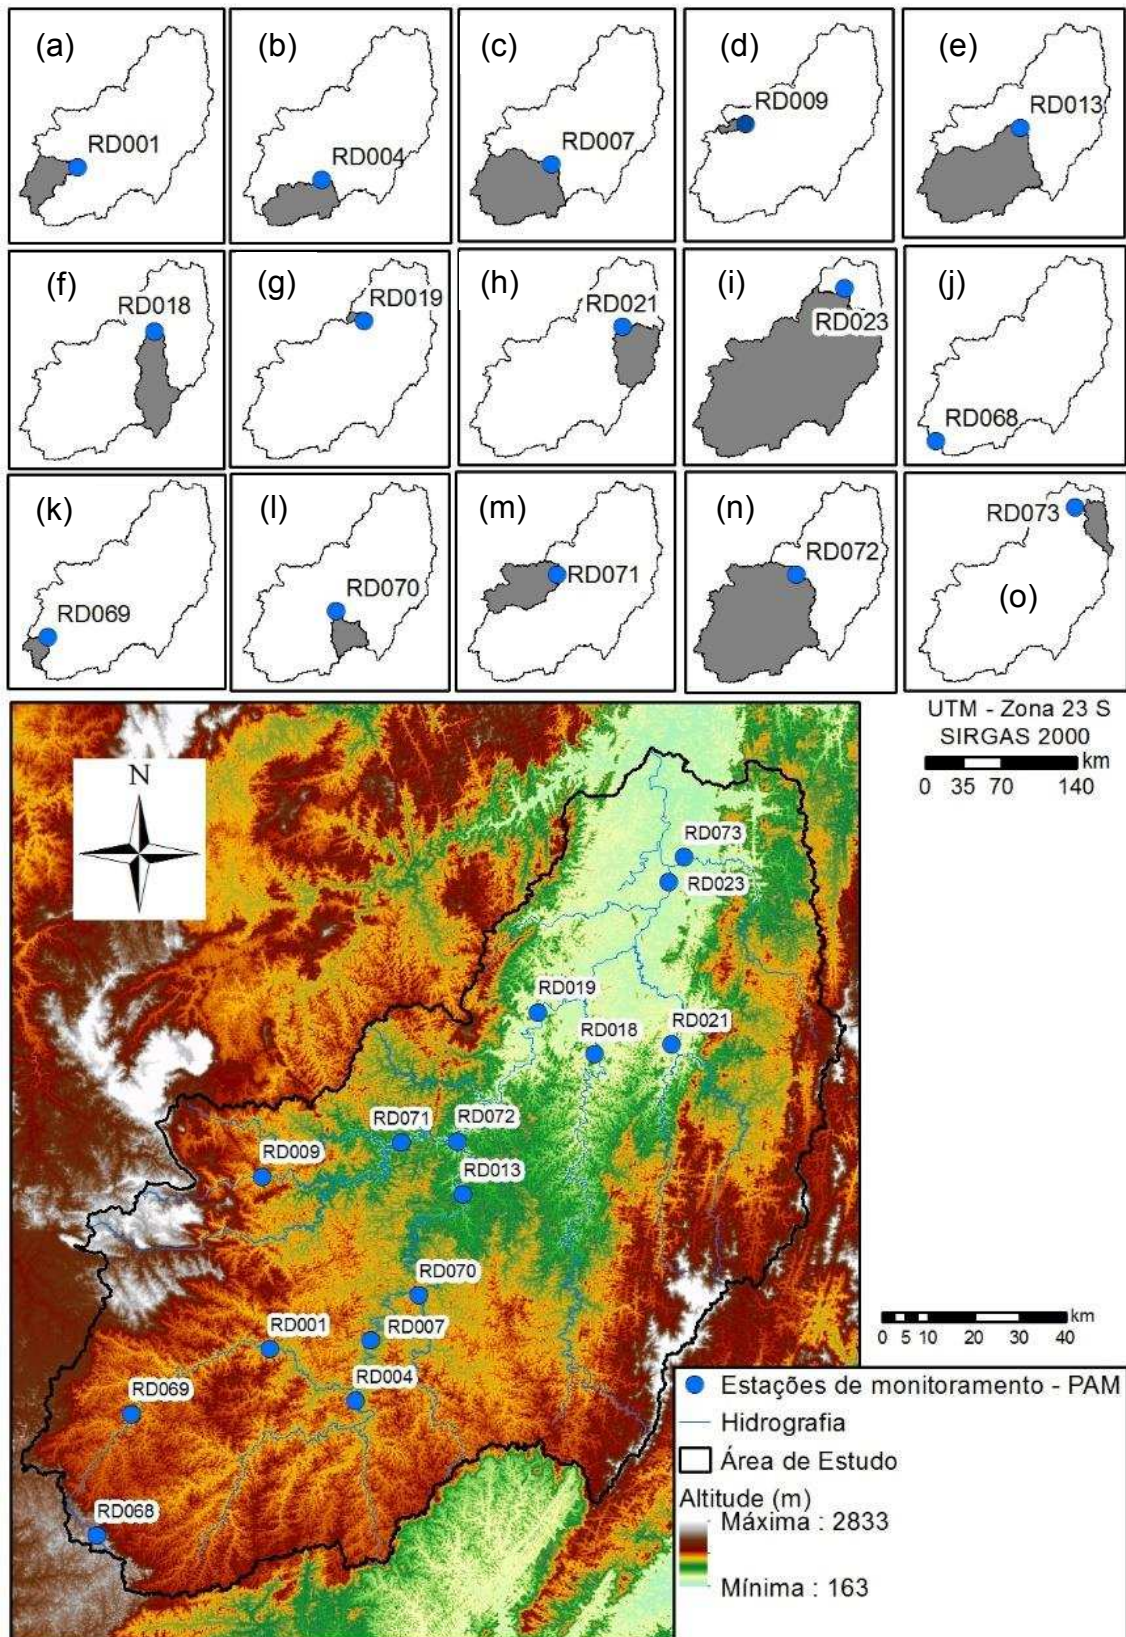 (a)
RD001
(b)
RD004
(c)
RD007
(d)
RD009
(e)
RD013
(f)
RD018
(g)
RD019
(h)
RD021
(i)
RD023
(j)
RD068
(k)
RD069
(l)
RD070
(m)
RD071
(n)
RD072
RD073
(o)
UTM - Zona 23 S
SIRGAS 2000
km
0 35 70 140
N
RD073
RD023
RD019
RD018
RD021
RD071
RD072
RD009
RD013
RD070
RD001
RD007
RD004
RD069
RD068
km
0 5 10 20 30 40
Estações de monitoramento - PAM
Hidrografia
Área de Estudo
Altitude (m)
Máxima : 2833
Mínima : 163